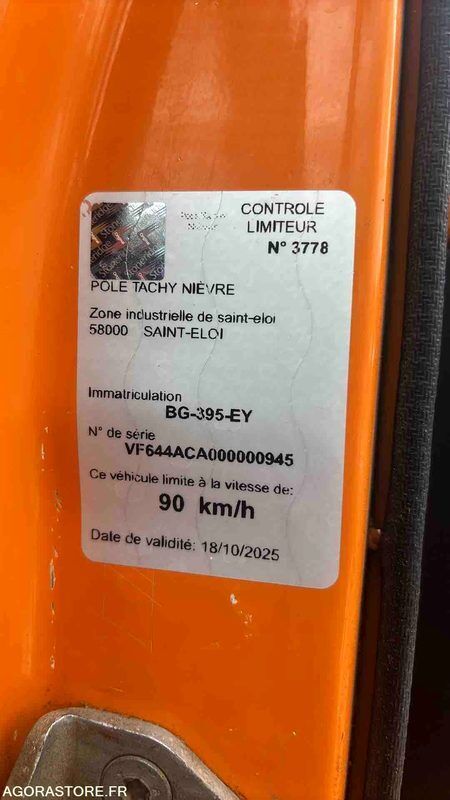 CONTROLE
LIMITEUR
N° 3778
POLE TACHY NIÈVRE
Zone industrielle de saint-eloi
58000 SAINT-ELOI
Immatriculation
BG-395-EY
N° de série
VF644ACA000000945
Ce véhicule limite à la vitesse de:
90 km/h
Date de validité: 18/10/2025
AGORASTORE.FR